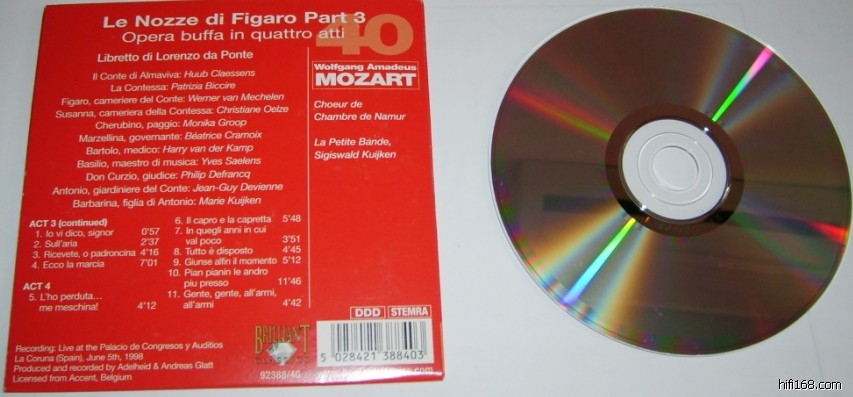 Le Nozze di Figaro Part 3
Opera buffa in quattro atti
40
Libretto di Lorenzo da Ponte
Il Conte di Almaviva: Huub Claessens
La Contessa: Patrizia Biccire
Figaro, cameriere del Conte: Werner van Mechelen
Susanna, cameriera della Contessa: Christiane Oelze
Cherubino, paggio: Monika Groop
Marzellina, governante: Béatrice Cramoix
Bartolo, medico: Harry van der Kamp
Basilio, maestro di musica: Yves Saelens
Don Curzio, giudice: Philip Defrancq
Antonio, giardiniere del Conte: Jean-Guy Devienne
Barbarina, figlia di Antonio: Marie Kuijken
Wolfgang Amadeus
MOZART
Choeur de
Chambre de Namur
La Petite Bande,
Sigiswald Kuijken
ACT 3 (continued)
1. Io vi dico, signor 0'57
2. Sull'aria 2'37
3. Ricevete, o padroncina 4'16
4. Ecco la marcia 7'01
ACT 4
5. L'ho perduta...
me meschina! 4'12
6. Il capro e la capretta 5'48
7. In quegli anni in cui
val poco 3'51
8. Tutto è disposto 4'45
9. Giunse alfin il momento 5'12
10. Pian pianin le andro
piu presso 11'46
11. Gente, gente, all'armi,
all'armi 4'42
DDD STEMRA
BRILLIANT
92388/40
5 028421 388403
Recording: Live at the Palacio de Congresos y Auditios
La Coruna (Spain), June 5th, 1998
Produced and recorded by Adelheid & Andreas Glatt
Licensed from Accent, Belgium
hifi168.com